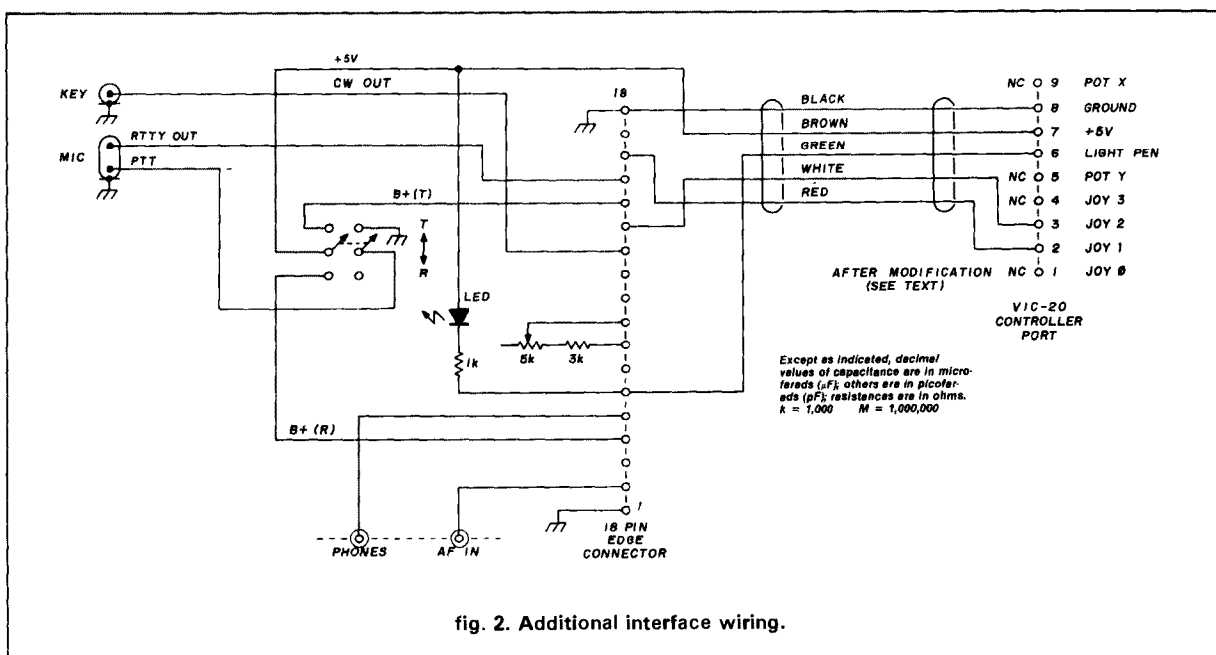 +5V
CW OUT
KEY
RTTY OUT
MIC
PTT
B+(T)
T
R
LED
1k
5k
3k
B+(R)
PHONES
AF IN
18
1
18 PIN
EDGE
CONNECTOR
BLACK
BROWN
GREEN
WHITE
RED
NC 9 POT X
8 GROUND
7 +5V
6 LIGHT PEN
NC 5 POT Y
NC 4 JOY 3
3 JOY 2
2 JOY 1
AFTER MODIFICATION NC 1 JOY 0
(SEE TEXT)
VIC-20
CONTROLLER
PORT
Except as indicated, decimal
values of capacitance are in micro-
farads (μF); others are in picofar-
ads (pF); resistances are in ohms.
k = 1,000 M = 1,000,000
fig. 2. Additional interface wiring.